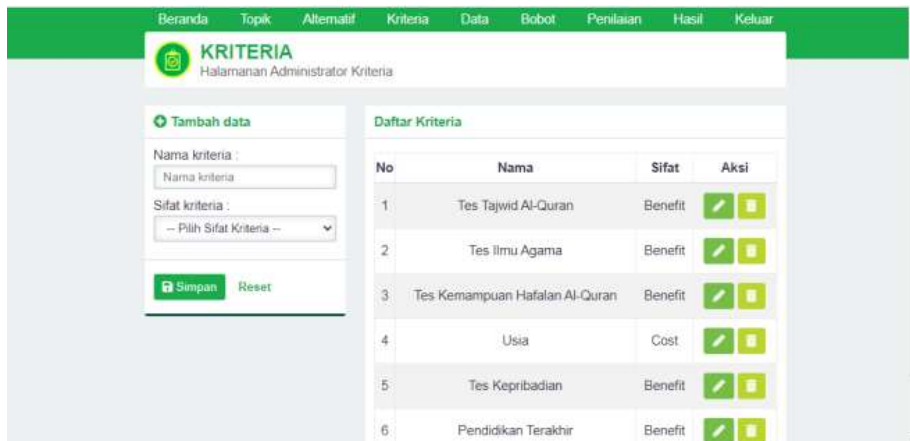 Beranda Topik Alternatif Kriteria Data Bobot Penilaian Hasil Keluar
KRITERIA
Halamanan Administrator Kriteria
Tambah data
Nama kriteria :
Nama kriteria
Sifat kriteria :
-- Pilih Sifat Kriteria --
Simpan Reset
Daftar Kriteria
No Nama Sifat Aksi
1 Tes Tajwid Al-Quran Benefit
2 Tes Ilmu Agama Benefit
3 Tes Kemampuan Hafalan Al-Quran Benefit
4 Usia Cost
5 Tes Kepribadian Benefit
6 Pendidikan Terakhir Benefit